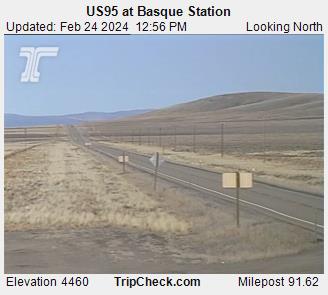 US95 at Basque Station
Updated: Feb 24 2024 12:56 PM Looking North
Elevation 4460 TripCheck.com Milepost 91.62